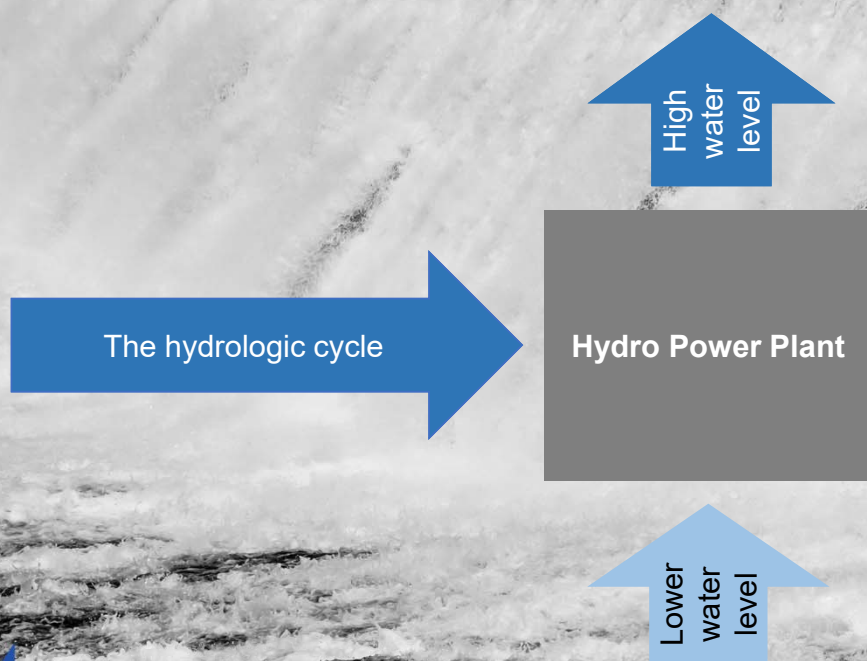 High
water
level
The hydrologic cycle
Hydro Power Plant
Lower
water
level